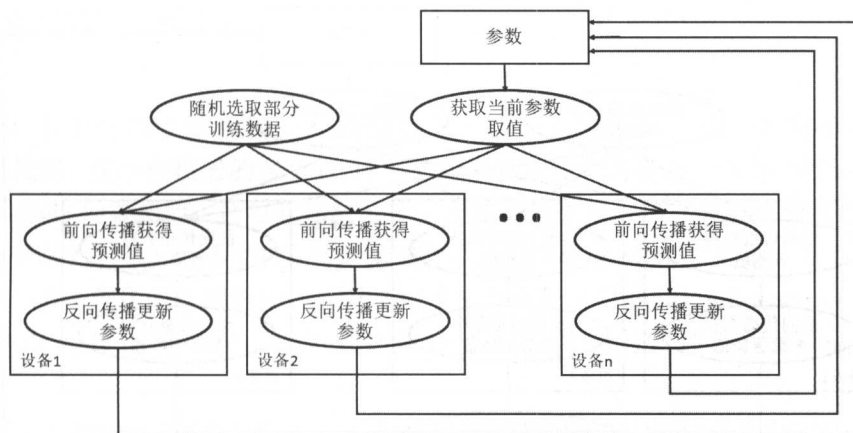 参数
随机选取部分
训练数据
获取当前参数
取值
前向传播获得
预测值
反向传播更新
参数
设备1
前向传播获得
预测值
反向传播更新
参数
设备2
前向传播获得
预测值
反向传播更新
参数
设备n